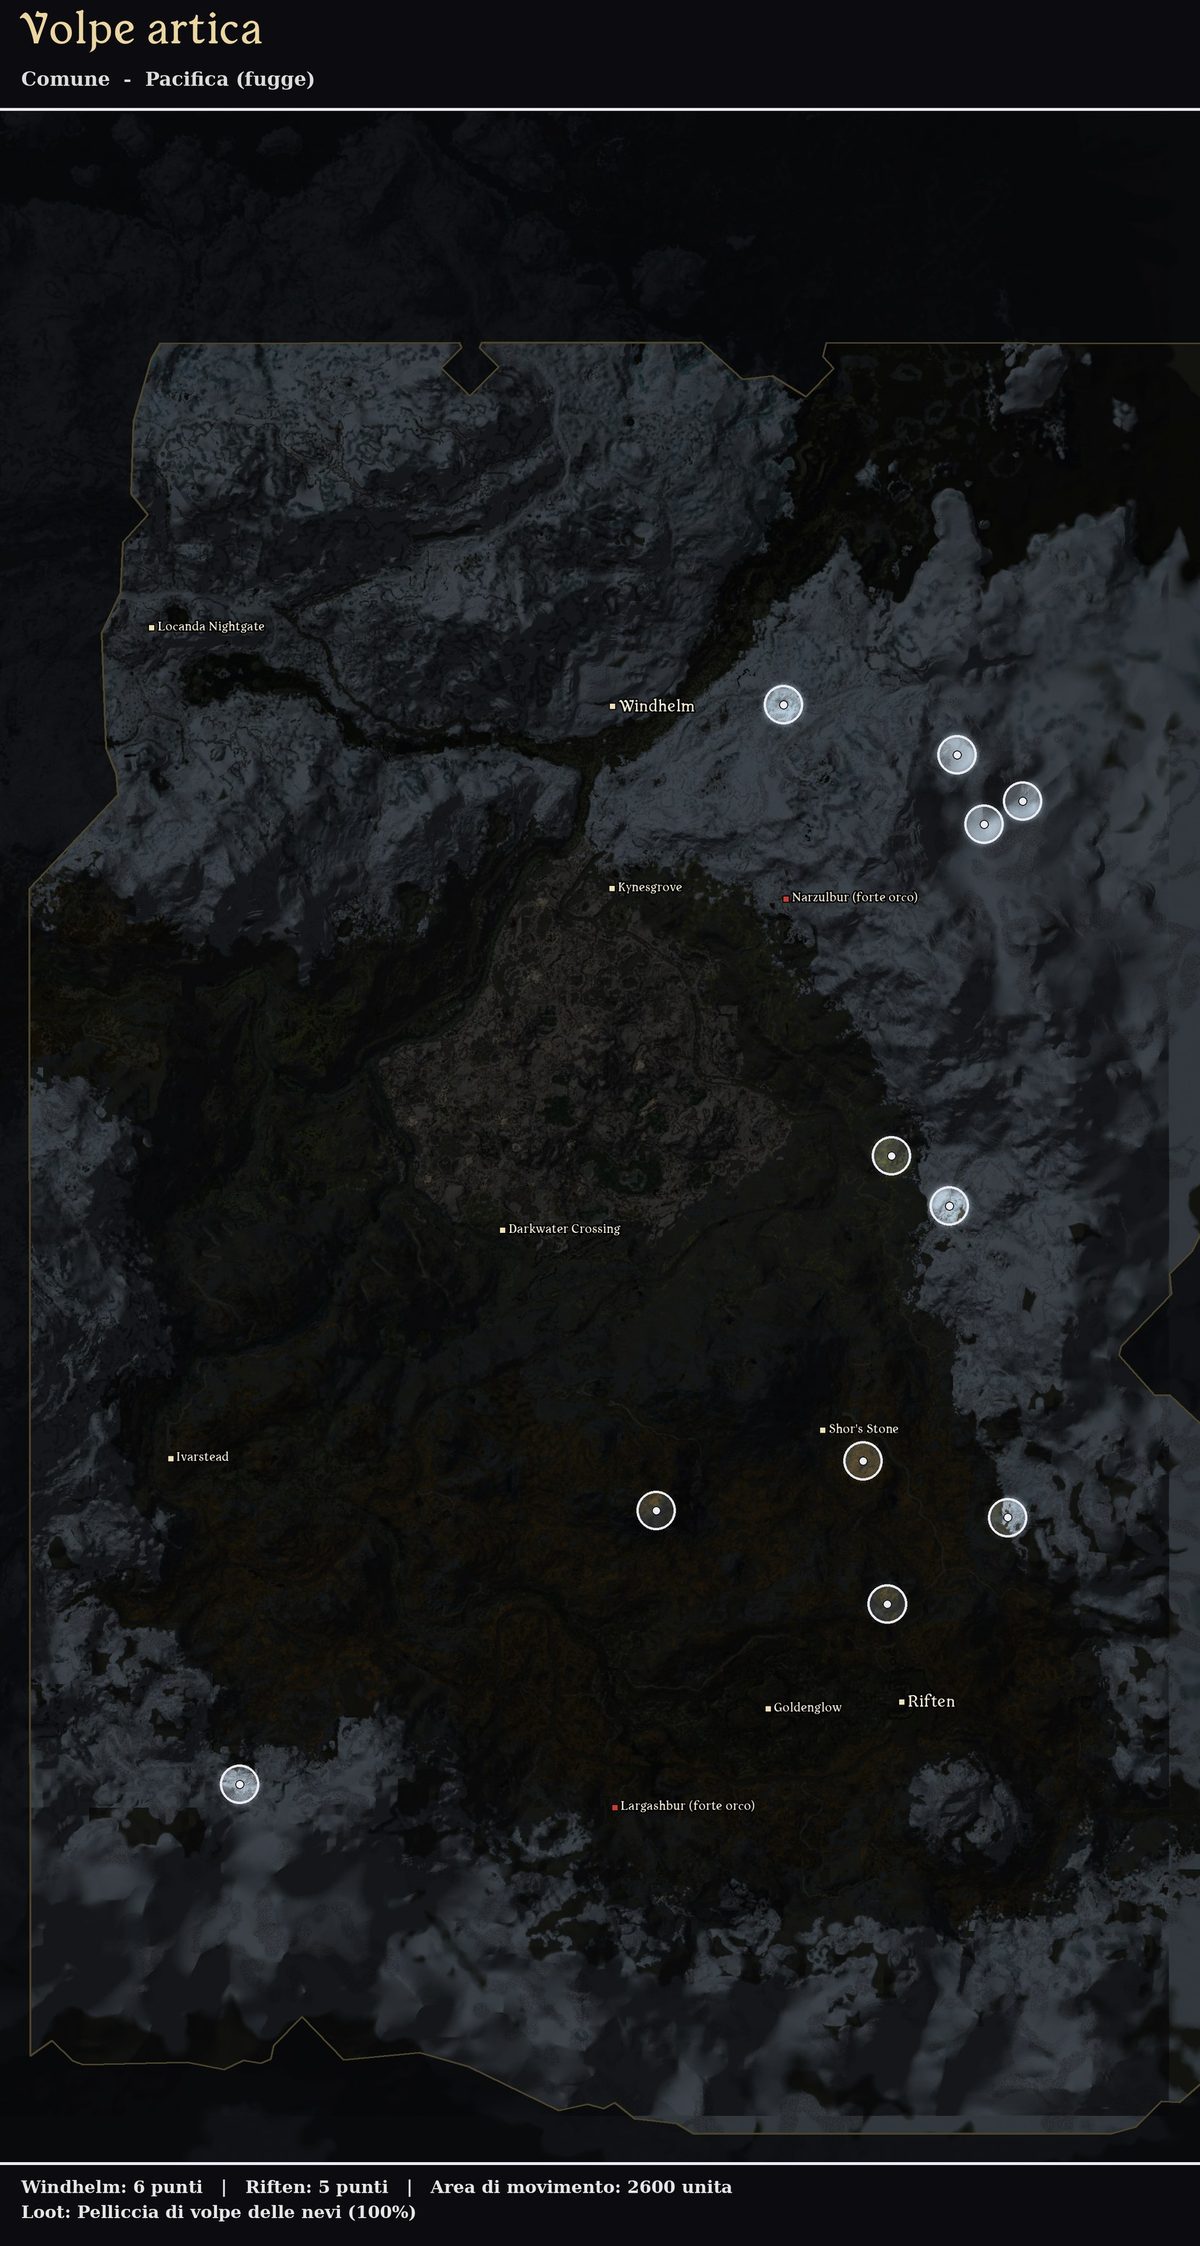 Volpe artica
Comune - Pacifica (fugge)
Locanda Nightgate
Windhelm
Kynesgrove
Narzulbur (forte orco)
Darkwater Crossing
Shor's Stone
Ivarstead
Riften
Goldenglow
Largashbur (forte orco)
Windhelm: 6 punti | Riften: 5 punti | Area di movimento: 2600 unita
Loot: Pelliccia di volpe delle nevi (100%)